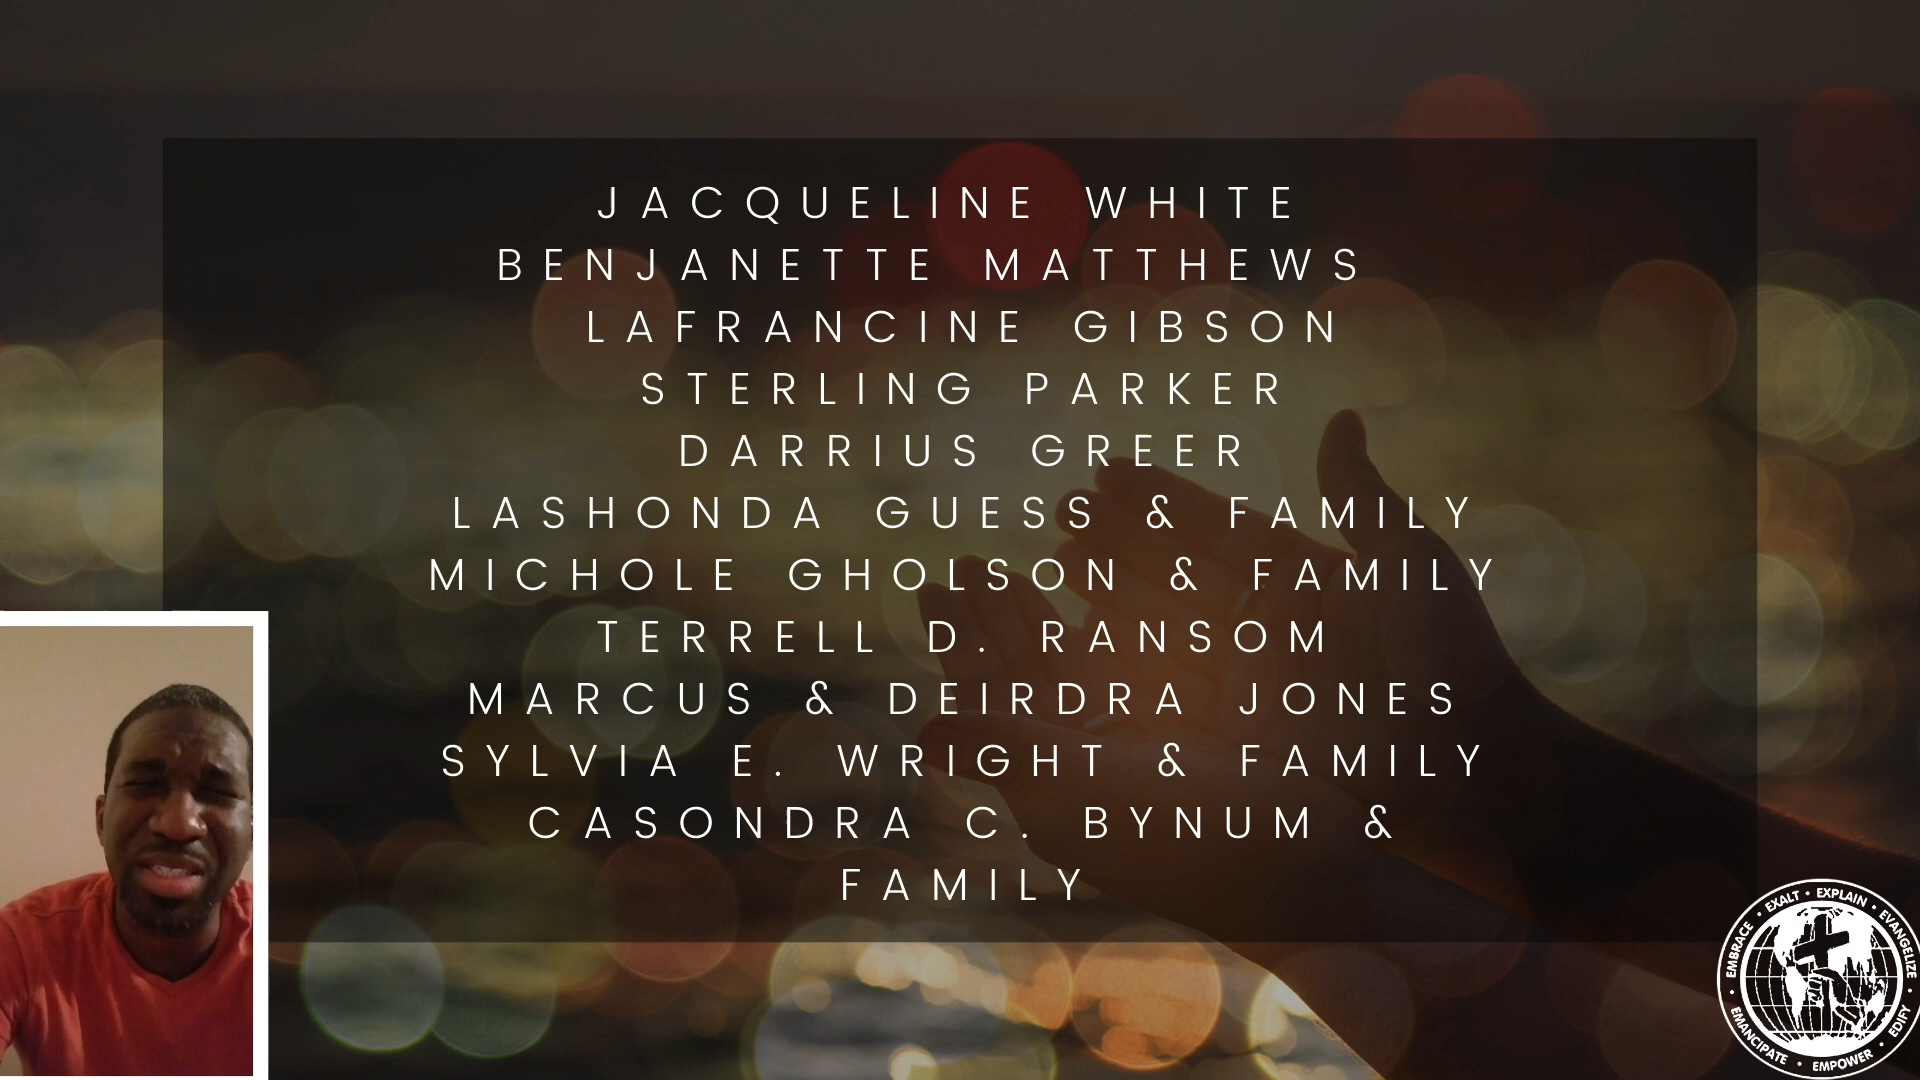 JACQUELINE WHITE
BENJANETTE MATTHEWS
LAFRANCINE GIBSON
STERLING PARKER
DARRIUS GREER
LASHONDA GUESS & FAMILY
MICHOLE GHOLSON & FAMILY
TERRELL D. RANSOM
MARCUS & DEIRDRA JONES
SYLVIA E. WRIGHT & FAMILY
CASONDRA C. BYNUM &
FAMILY
EMBRACE • EXALT • EXPLAIN • EVANGELIZE • EDIFY • EMPOWER • EMANCIPATE •